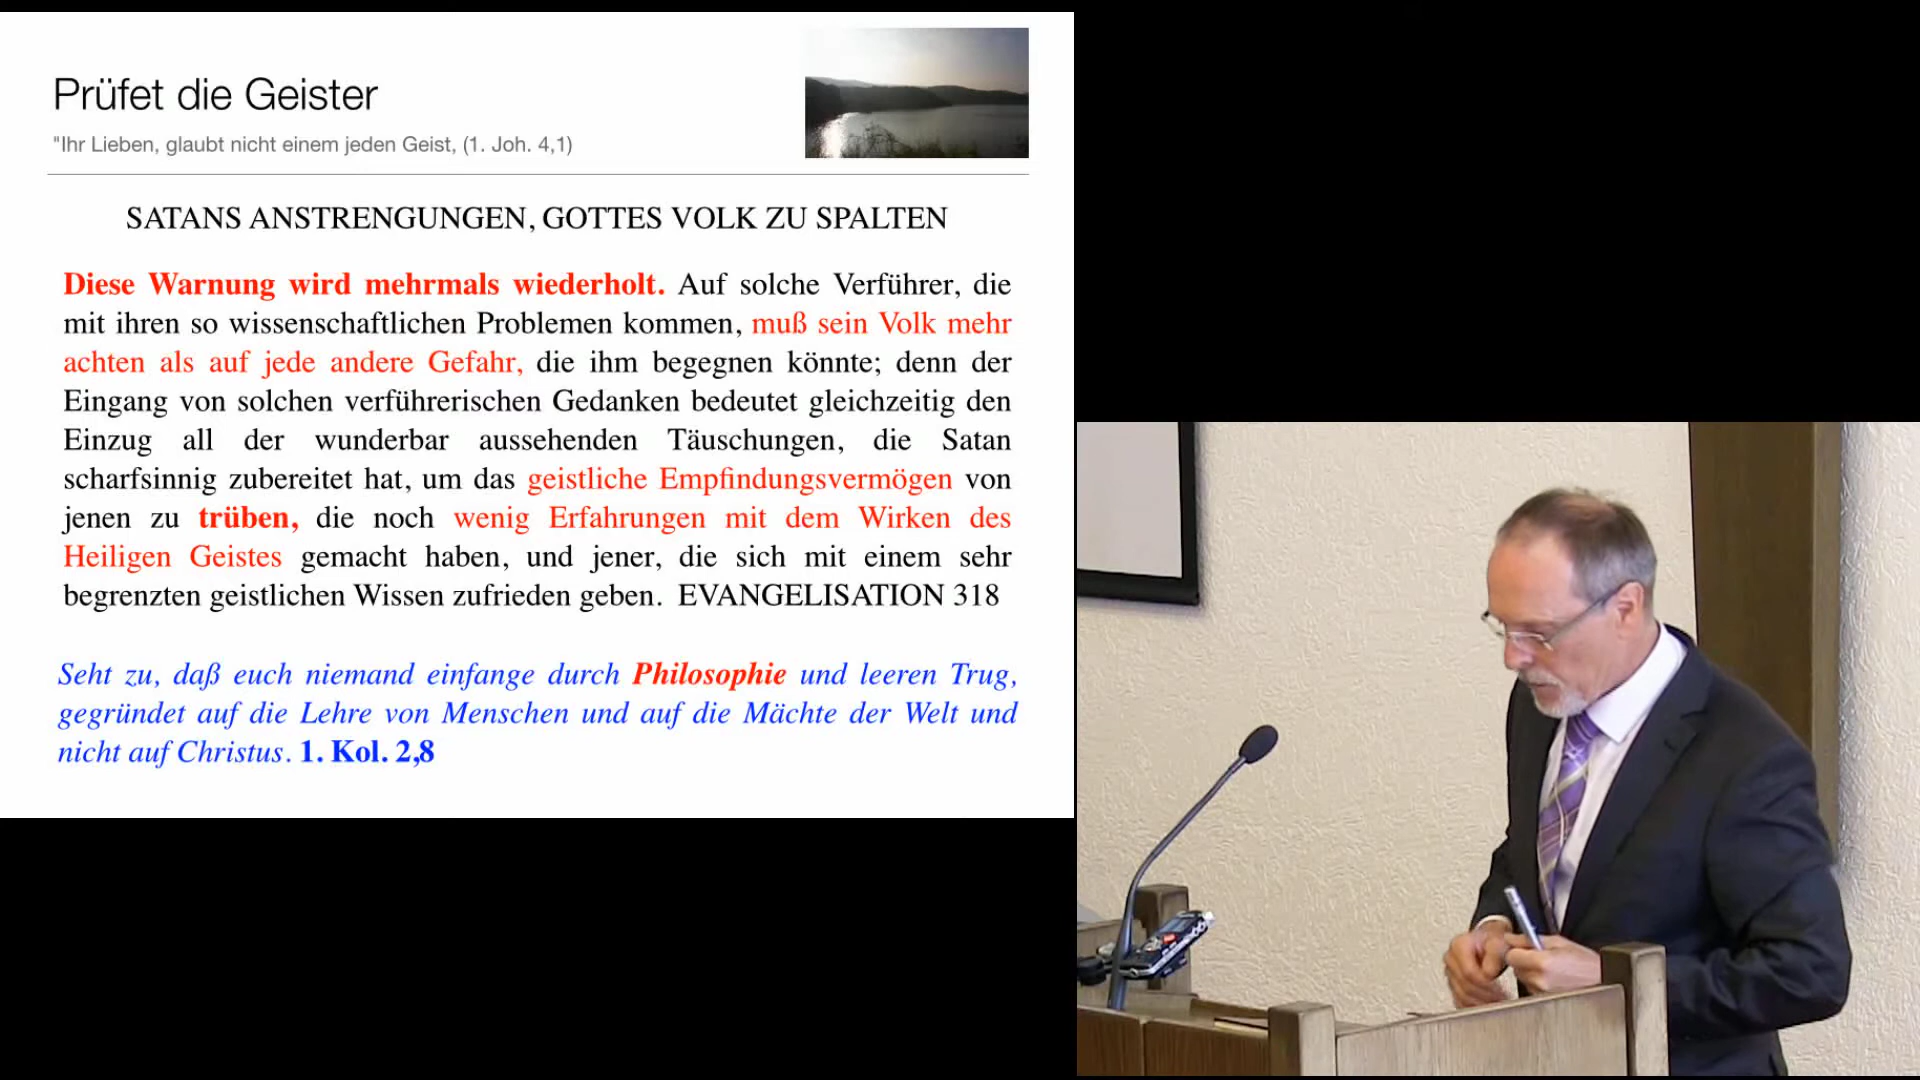 Prüfet die Geister
"Ihr Lieben, glaubt nicht einem jeden Geist, (1. Joh. 4,1)
SATANS ANSTRENGUNGEN, GOTTES VOLK ZU SPALTEN
Diese Warnung wird mehrmals wiederholt. Auf solche Verführer, die
mit ihren so wissenschaftlichen Problemen kommen, muß sein Volk mehr
achten als auf jede andere Gefahr, die ihm begegnen könnte; denn der
Eingang von solchen verführerischen Gedanken bedeutet gleichzeitig den
Einzug all der wunderbar aussehenden Täuschungen, die Satan
scharfsinnig zubereitet hat, um das geistliche Empfindungsvermögen von
jenen zu trüben, die noch wenig Erfahrungen mit dem Wirken des
Heiligen Geistes gemacht haben, und jener, die sich mit einem sehr
begrenzten geistlichen Wissen zufrieden geben. EVANGELISATION 318
Seht zu, daß euch niemand einfange durch Philosophie und leeren Trug,
gegründet auf die Lehre von Menschen und auf die Mächte der Welt und
nicht auf Christus. 1. Kol. 2,8